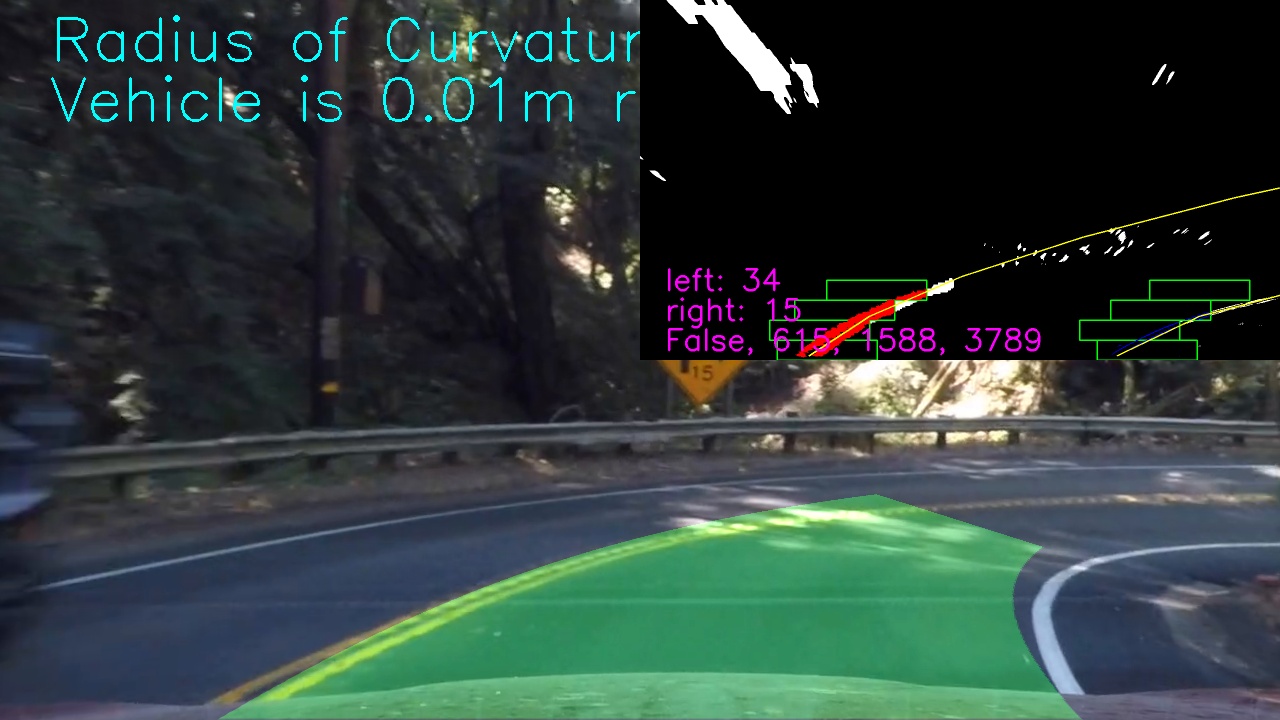 Radius of Curvatur
Vehicle is 0.01m r
left: 34
right: 15
False, 615, 1588, 3789
15